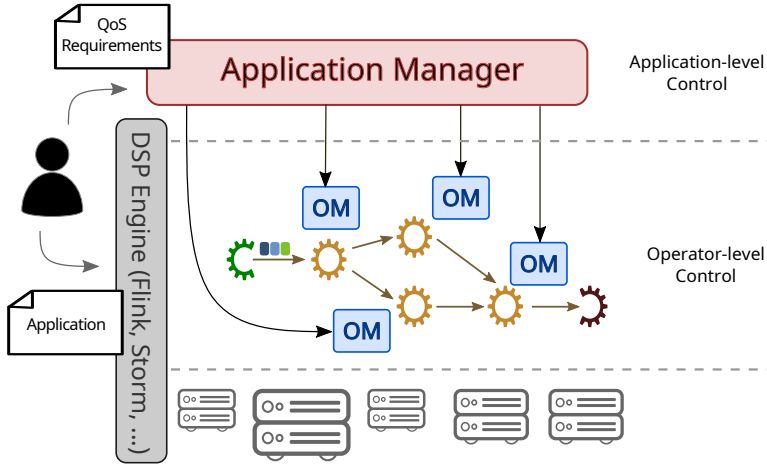 QoS
Requirements
Application Manager
Application-level
Control
DSP Engine (Flink, Storm, ...)
OM
OM
OM
Operator-level
Control
Application
OM